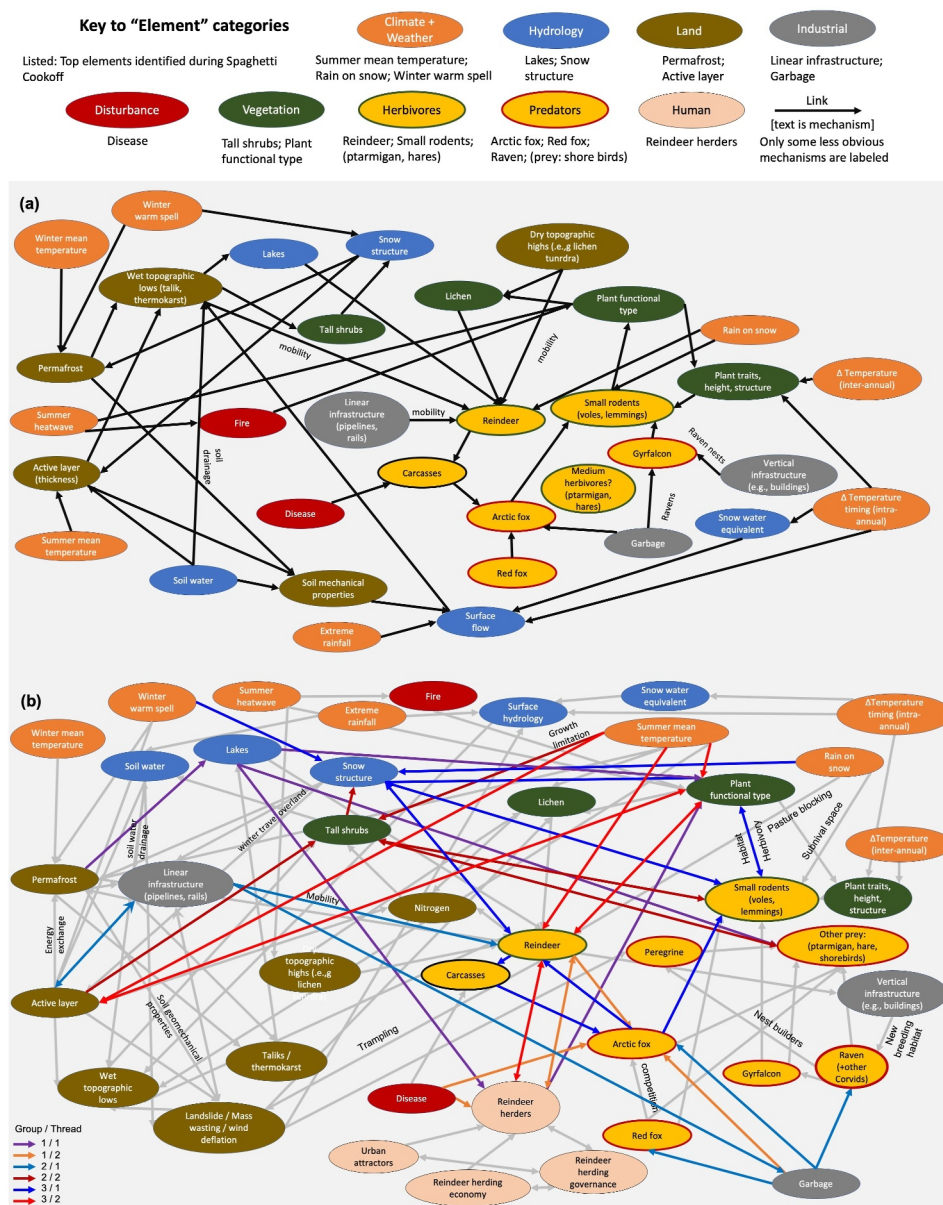 Key to “Element” categories
Listed: Top elements identified during Spaghetti
Cookoff
Climate +
Weather
Summer mean temperature;
Rain on snow; Winter warm spell
Hydrology
Lakes; Snow
structure
Land
Permafrost;
Active layer
Industrial
Linear infrastructure;
Garbage
Disturbance
Disease
Vegetation
Tall shrubs; Plant
functional type
Herbivores
Reindeer; Small rodents;
(ptarmigan, hares)
Predators
Arctic fox; Red fox;
Raven; (prey: shore birds)
Human
Reindeer herders
Link
[text is mechanism]
Only some less obvious
mechanisms are labeled
(a)
Winter
warm spell
Winter mean
temperature
Snow
structure
Lakes
Dry topographic
highs (.e.,g lichen
tunrdra)
Wet topographic
lows (talik,
thermokarst)
Lichen
Plant functional
type
Tall shrubs
Rain on snow
mobility
mobility
Permafrost
Plant traits,
height, structure
Δ Temperature
(inter-annual)
Summer
heatwave
Fire
Linear
infrastructure
(pipelines,
rails)
mobility
Reindeer
Small rodents
(voles, lemmings)
soil
drainage
Gyrfalcon
Raven nests
Active layer
(thickness)
Carcasses
Medium
herbivores?
(ptarmigan,
hares)
Vertical
infrastructure
(e.g., buildings)
Disease
Arctic fox
Ravens
Δ Temperature
timing (intra-
annual)
Snow water
equivalent
Summer mean
temperature
Garbage
Red fox
Soil water
Soil mechanical
properties
Surface
flow
Extreme
rainfall
(b)
Winter
warm spell
Summer
heatwave
Fire
Snow water
equivalent
Winter mean
temperature
Extreme
rainfall
Surface
hydrology
ΔTemperature
timing (intra-
annual)
Growth
limitation
Summer mean
temperature
Soil water
Lakes
Snow
structure
Rain on
snow
Plant
functional type
Lichen
winter travel overland
Pasture blocking
soil water
drainage
Tall shrubs
Habitat
Herbivory
Subnival space
ΔTemperature
(inter-annual)
Permafrost
Linear
infrastructure
(pipelines, rails)
Mobility
Nitrogen
Small rodents
(voles,
lemmings)
Plant traits,
height,
structure
Energy
exchange
Reindeer
Peregrine
Other prey:
(ptarmigan, hare,
shorebirds)
topographic
highs (.e.,g
lichen
Carcasses
Active layer
Vertical
infrastructure
(e.g., buildings)
Soil geomechanical
properties
Trampling
Arctic fox
Nest builders
New
breeding
habitat
Taliks /
thermokarst
Wet
topographic
lows
competition
Gyrfalcon
Raven
(+other
Corvids)
Disease
Reindeer
herders
Landslide / Mass
wasting / wind
deflation
Red fox
Urban
attractors
Reindeer
herding
governance
Reindeer herding
economy
Garbage
Group / Thread
1 / 1
1 / 2
2 / 1
2 / 2
3 / 1
3 / 2